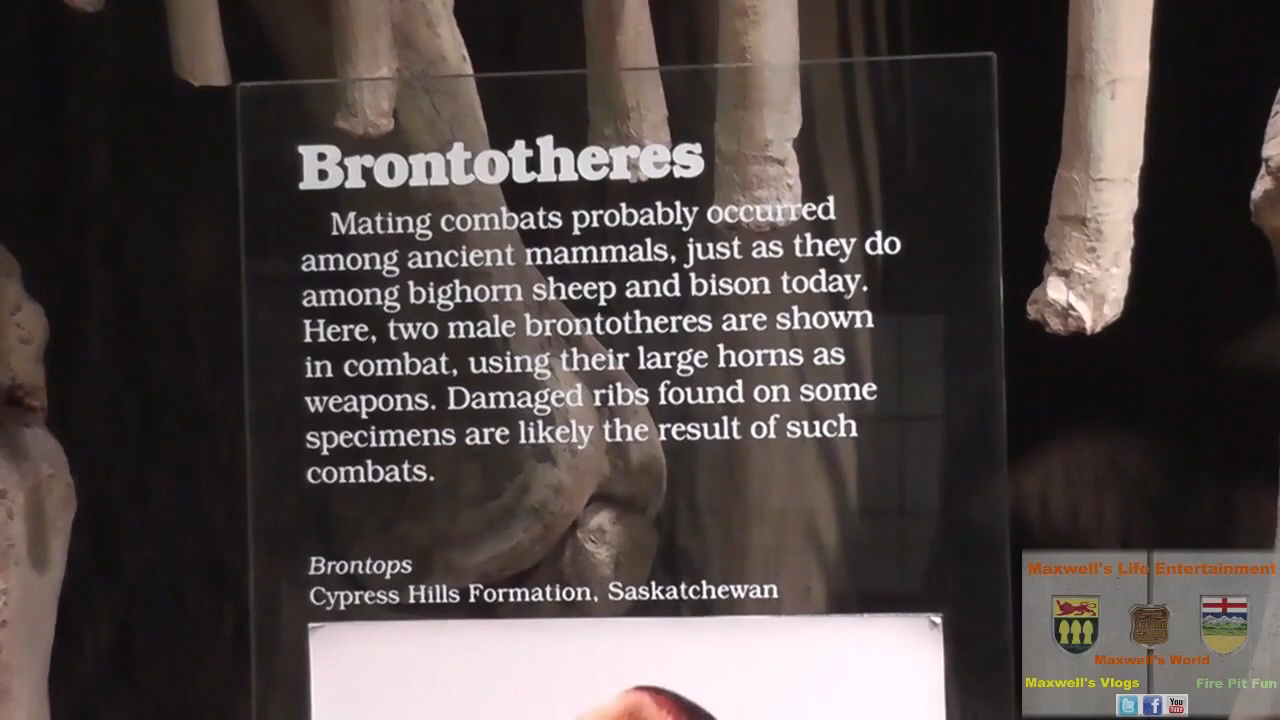 Brontotheres
Mating combats probably occurred
among ancient mammals, just as they do
among bighorn sheep and bison today.
Here, two male brontotheres are shown
in combat, using their large horns as
weapons. Damaged ribs found on some
specimens are likely the result of such
combats.
Brontops
Cypress Hills Formation, Saskatchewan
Maxwell's Life Entertainment
Maxwell's World
Maxwell's Vlogs Fire Pit Fun
You